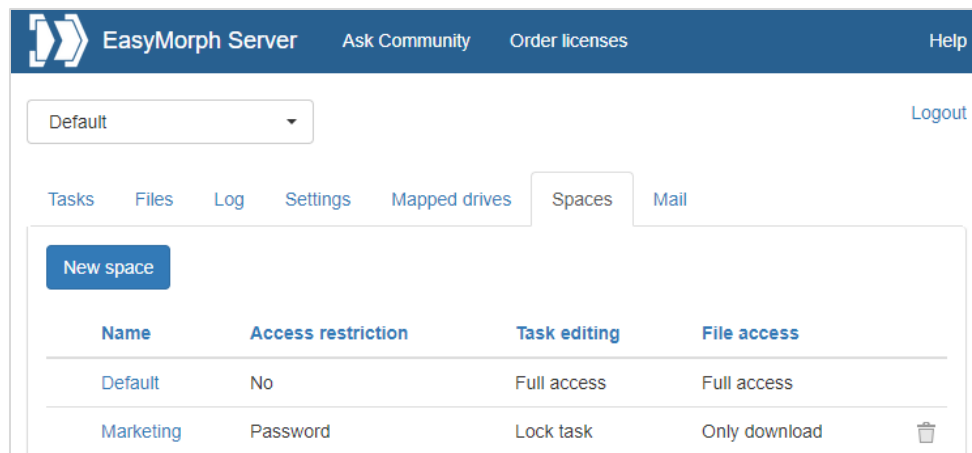 EasyMorph Server Ask Community Order licenses Help
Default Logout
Tasks Files Log Settings Mapped drives Spaces Mail
New space
Name Access restriction Task editing File access
Default No Full access Full access
Marketing Password Lock task Only download